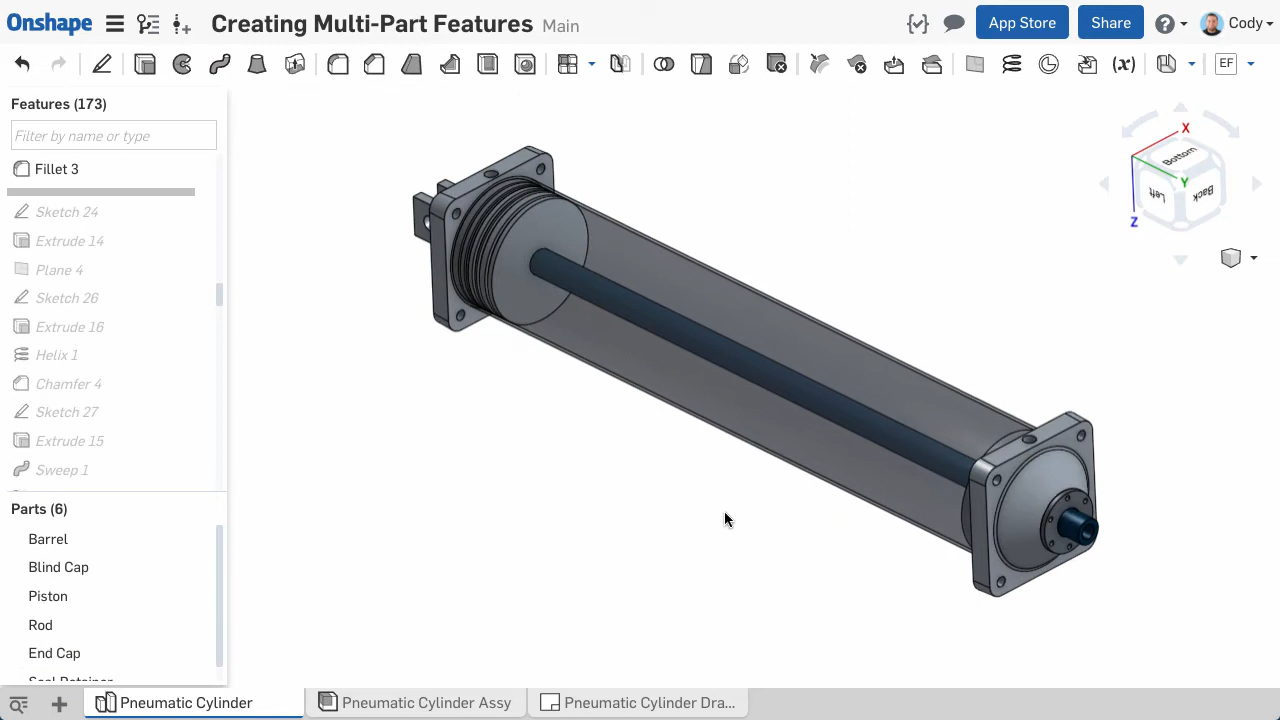 Onshape
Creating Multi-Part Features Main
App Store
Share
Cody
(x)
EF
Features (173)
Filter by name or type
Fillet 3
Sketch 24
Extrude 14
Plane 4
Sketch 26
Extrude 16
Helix 1
Chamfer 4
Sketch 27
Extrude 15
Sweep 1
Parts (6)
Barrel
Blind Cap
Piston
Rod
End Cap
Seal Retainer
X
Bottom
Y
Left
Back
Z
Pneumatic Cylinder
Pneumatic Cylinder Assy
Pneumatic Cylinder Dra...